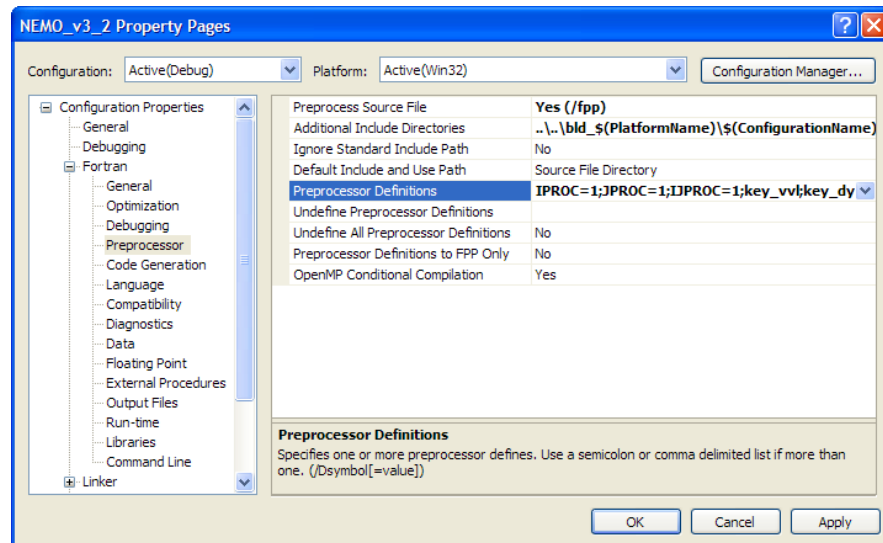 NEMO_v3_2 Property Pages
Configuration: Active(Debug) Platform: Active(Win32) Configuration Manager...
Configuration Properties
General
Debugging
Fortran
General
Optimization
Debugging
Preprocessor
Code Generation
Language
Compatibility
Diagnostics
Data
Floating Point
External Procedures
Output Files
Run-time
Libraries
Command Line
Linker
Preprocess Source File Yes (/fpp)
Additional Include Directories ..\..\bld_$(PlatformName)\$(ConfigurationName)
Ignore Standard Include Path No
Default Include and Use Path Source File Directory
Preprocessor Definitions IPROC=1;JPROC=1;IJPROC=1;key_vvl;key_dy
Undefine Preprocessor Definitions
Undefine All Preprocessor Definitions No
Preprocessor Definitions to FPP Only No
OpenMP Conditional Compilation Yes
Preprocessor Definitions
Specifies one or more preprocessor defines. Use a semicolon or comma delimited list if more than
one. (/Dsymbol[=value])
OK Cancel Apply